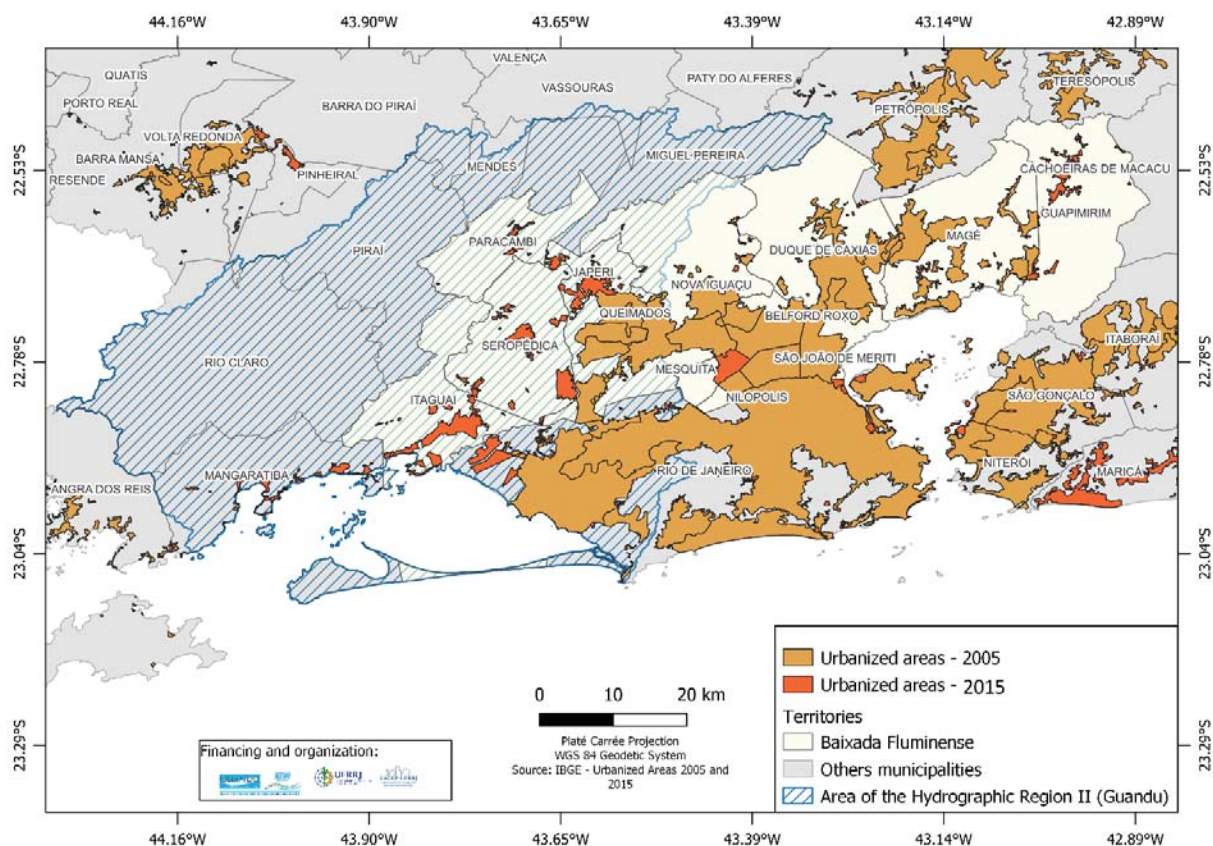 44.16°W 43.90°W 43.65°W 43.39°W 43.14°W 42.89°W
VALENÇA
QUATIS
PATY DO ALFERES
TERESÓPOLIS
VASSOURAS
PORTO REAL
BARRA DO PIRAÍ
PETRÓPOLIS
VOLTA REDONDA
BARRA MANSA
MENDES
MIGUEL PEREIRA
22.53°S
22.53°S
CACHOEIRAS DE MACACU
PINHEIRAL
RESENDE
GUAPIMIRIM
PARACAMBI
MAGÉ
PIRAÍ
DUQUE DE CAXIAS
JAPERI
NOVA IGUAÇU
QUEIMADOS
BELFORD ROXO
ITABORAÍ
SEROPÉDICA
SÃO JOÃO DE MERITI
22.78°S
22.78°S
RIO CLARO
MESQUITA
SÃO GONÇALO
NILOPOLIS
ITAGUAI
NITEROI
MARICÁ
RIO DE JANEIRO
MANGARATIBA
ANGRA DOS REIS
23.04°S
23.04°S
Urbanized areas - 2005
Urbanized areas - 2015
0 10 20 km
Territories
Platé Carrée Projection
WGS 84 Geodetic System
Source: IBGE - Urbanized Areas 2005 and
2015
23.29°S
23.29°S
Baixada Fluminense
Others municipalities
Area of the Hydrographic Region II (Guandu)
Financing and organization:
UFRRJ
44.16°W 43.90°W 43.65°W 43.39°W 43.14°W 42.89°W